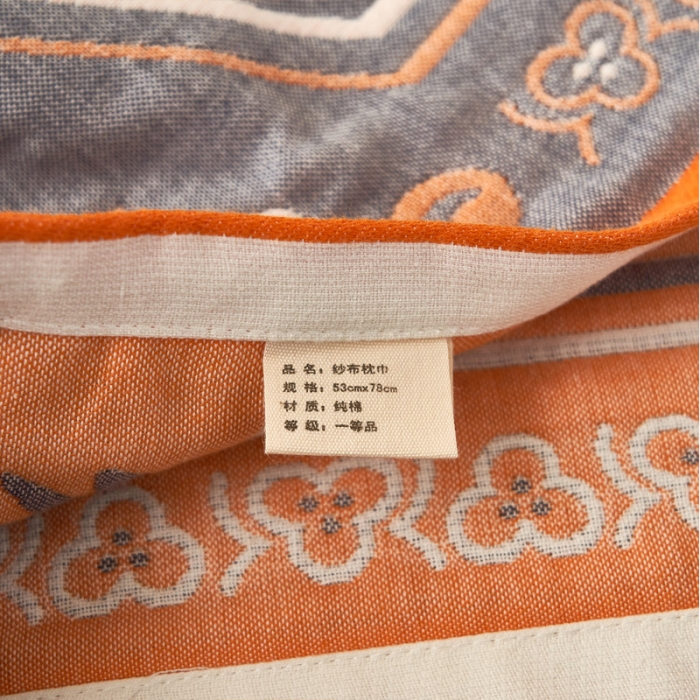 品 名：纱布枕巾
规 格：53cmx78cm
材 质：纯棉
等 级：一等品